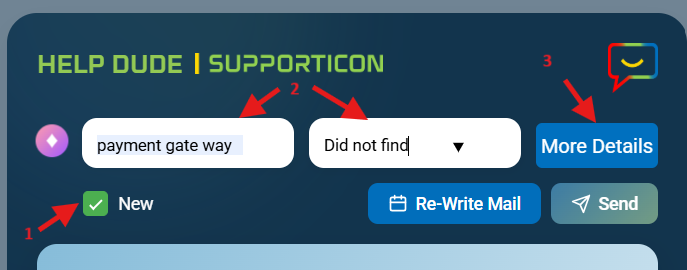 HELP DUDE | SUPPORTICON
3
2
payment gate way
Did not find
More Details
New
Re-Write Mail
Send
1